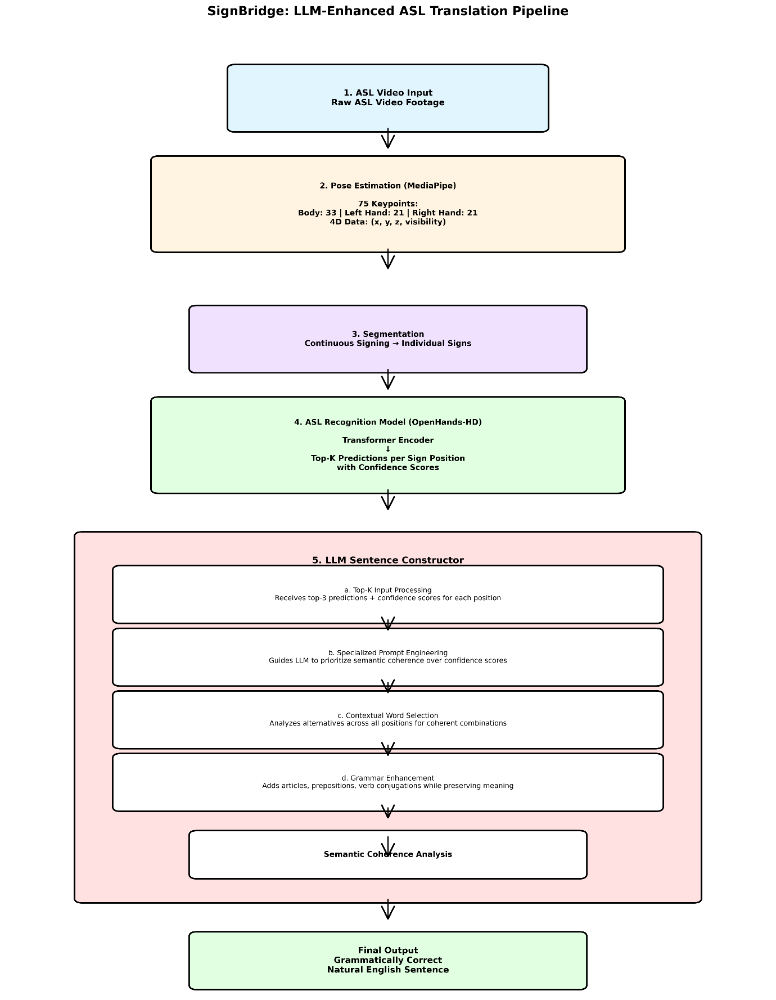 SignBridge: LLM-Enhanced ASL Translation Pipeline
1. ASL Video Input
Raw ASL Video Footage
2. Pose Estimation (MediaPipe)
75 Keypoints:
Body: 33 | Left Hand: 21 | Right Hand: 21
4D Data: (x, y, z, visibility)
3. Segmentation
Continuous Signing → Individual Signs
4. ASL Recognition Model (OpenHands-HD)
Transformer Encoder
↓
Top-K Predictions per Sign Position
with Confidence Scores
5. LLM Sentence Constructor
a. Top-K Input Processing
Receives top-3 predictions + confidence scores for each position
b. Specialized Prompt Engineering
Guides LLM to prioritize semantic coherence over confidence scores
c. Contextual Word Selection
Analyzes alternatives across all positions for coherent combinations
d. Grammar Enhancement
Adds articles, prepositions, verb conjugations while preserving meaning
Semantic Coherence Analysis
Final Output
Grammatically Correct
Natural English Sentence